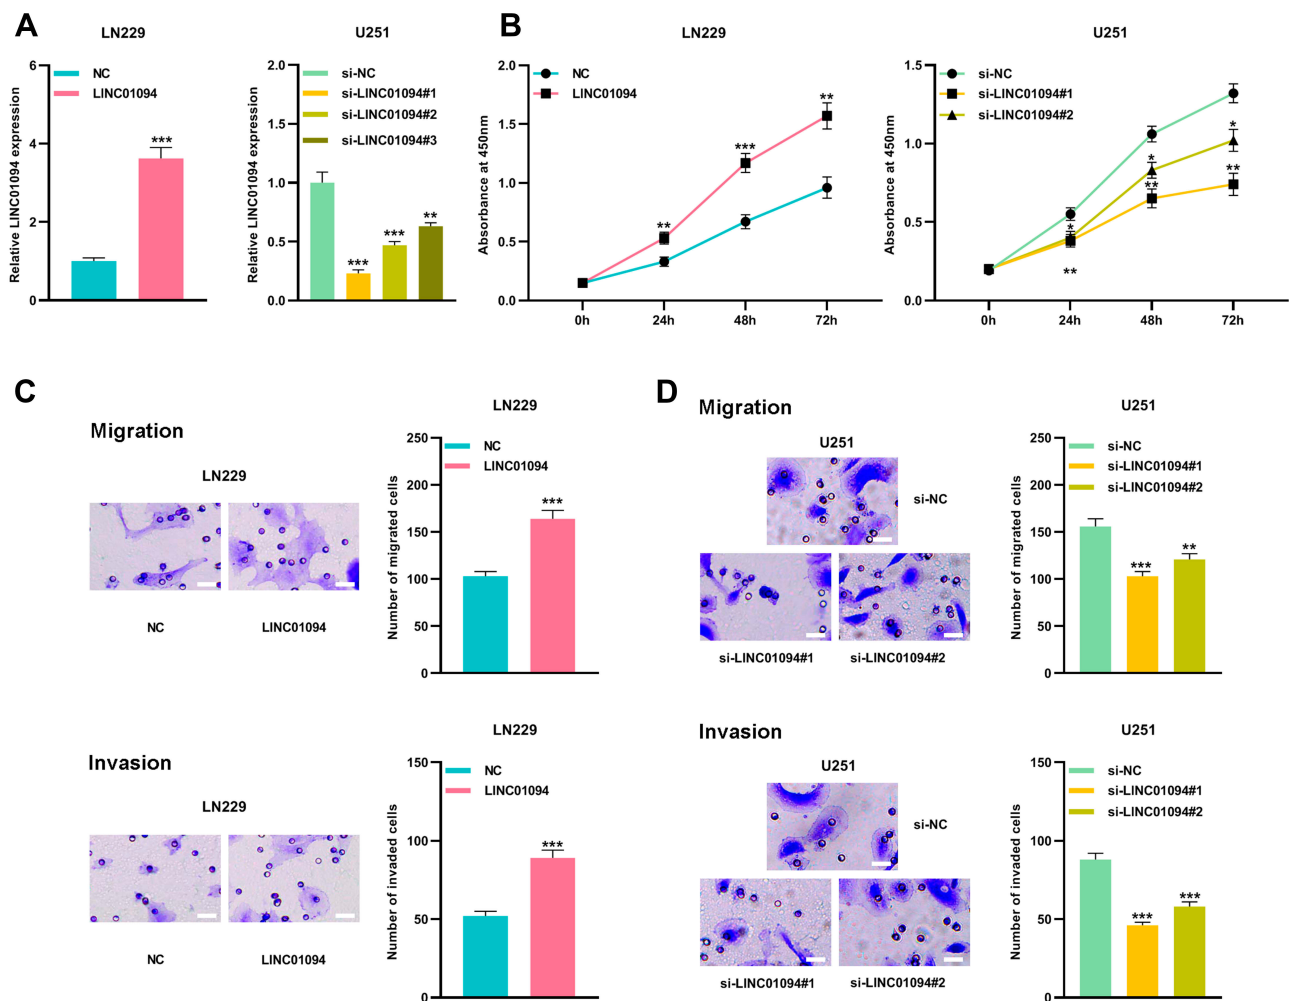 A
LN229
Relative LINC01094 expression
6
4
2
0
NC
LINC01094
***
U251
Relative LINC01094 expression
2.0
1.5
1.0
0.5
0.0
si-NC
si-LINC01094#1
si-LINC01094#2
si-LINC01094#3
***
***
**
B
LN229
Absorbance at 450nm
2.0
1.5
1.0
0.5
0.0
NC
LINC01094
**
***
**
0h 24h 48h 72h
U251
Absorbance at 450nm
1.5
1.0
0.5
0.0
si-NC
si-LINC01094#1
si-LINC01094#2
*
**
*
**
*
**
0h 24h 48h 72h
C
Migration
LN229
NC LINC01094
LN229
Number of migrated cells
250
200
150
100
50
0
NC
LINC01094
***
Invasion
LN229
NC LINC01094
LN229
Number of invaded cells
150
100
50
0
NC
LINC01094
***
D
Migration
U251
si-NC
si-LINC01094#1 si-LINC01094#2
U251
Number of migrated cells
250
200
150
100
50
0
si-NC
si-LINC01094#1
si-LINC01094#2
***
**
Invasion
U251
si-NC
si-LINC01094#1 si-LINC01094#2
U251
Number of invaded cells
150
100
50
0
si-NC
si-LINC01094#1
si-LINC01094#2
***
***